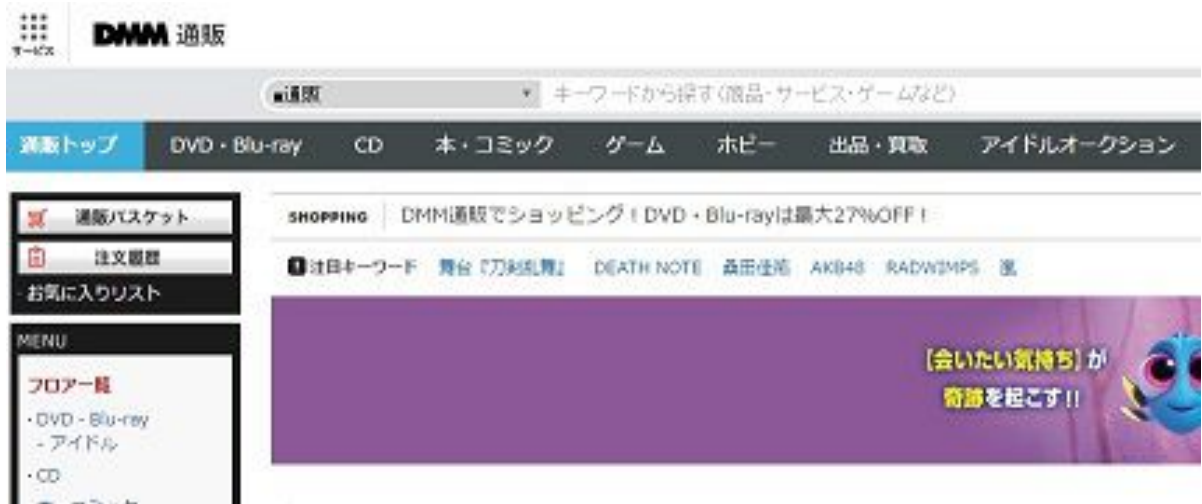 サービス
DMM 通販
通販
キーワードから探す(商品・サービス・ゲームなど)
通販トップ DVD・Blu-ray CD 本・コミック ゲーム ホビー 出品・買取 アイドルオークション
通販バスケット
注文履歴
お気に入りリスト
SHOPPING DMM通販でショッピング!DVD・Blu-rayは最大27%OFF!
注目キーワード 舞台『刀剣乱舞』 DEATH NOTE 桑田佳祐 AKB48 RADWIMPS 嵐
MENU
フロア一覧
・DVD・Blu-ray
- アイドル
・CD
[会いたい気持ち]が
奇跡を起こす!!